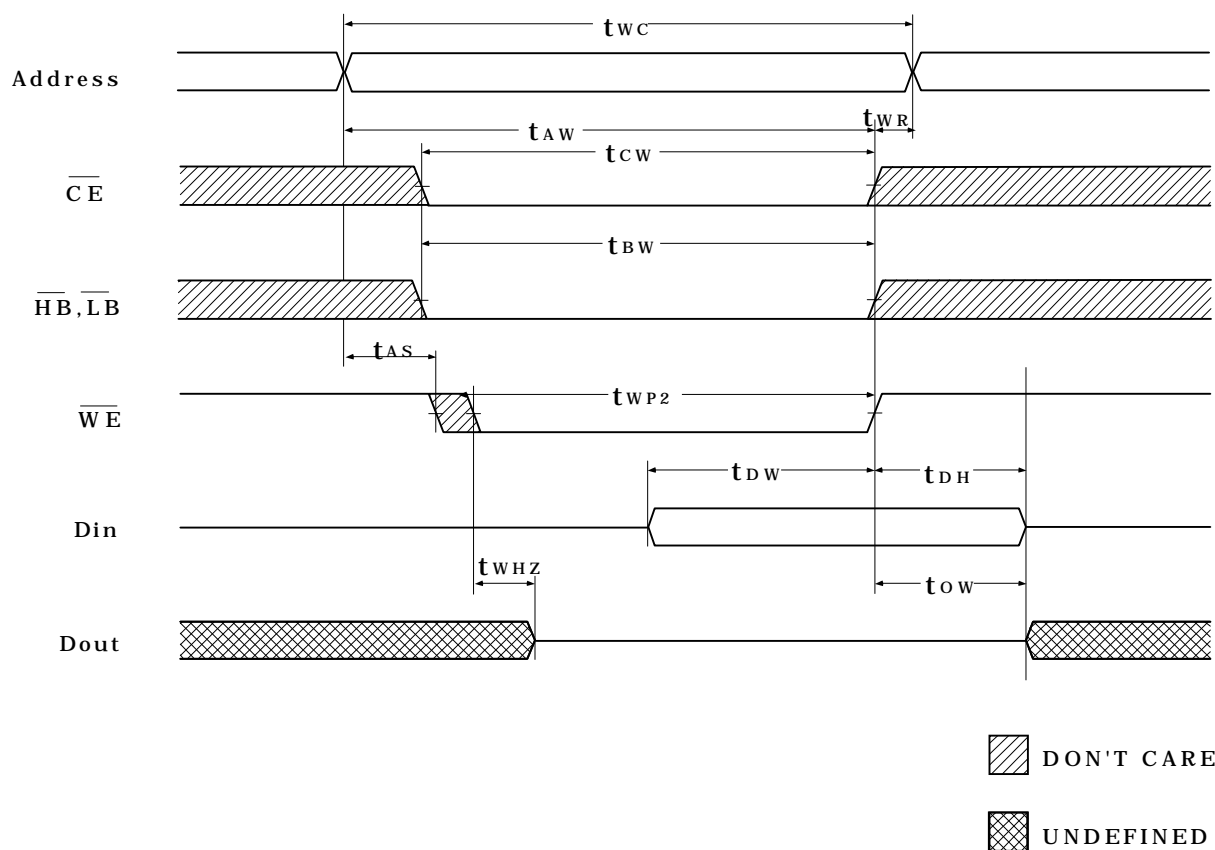 tWC
Address
tAW tWR
tCW
CE
tBW
HB,LB
tAS
tWP2
WE
tDW tDH
Din
tWHZ tOW
Dout
DON'T CARE
UNDEFINED